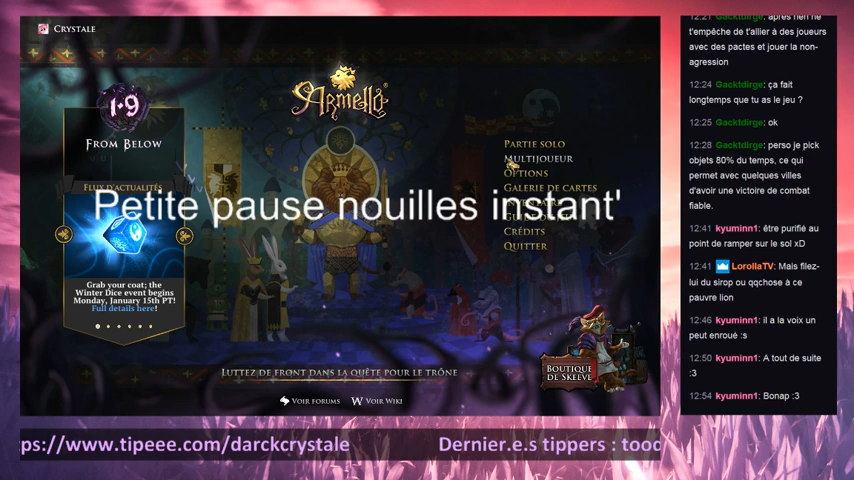 CRYSTALE
1.9
FROM BELOW
FLUX D'ACTUALITÉS
Grab your coat; the
Winter Dice event begins
Monday, January 15th PT!
Full details here!
Armello
PARTIE SOLO
MULTIJOUEUR
OPTIONS
GALERIE DE CARTES
CRÉDITS
QUITTER
Petite pause nouilles instant'
BOUTIQUE
DE SKEEVE
LUTTEZ DE FRONT DANS LA QUÊTE POUR LE TRÔNE
VOIR FORUMS
VOIR WIKI
ps://www.tipeee.com/darckcrystale
Dernier.e.s tippers : tood
12:21 Gacktdirge: après rien ne
t'empêche de t'allier à des joueurs
avec des pactes et jouer la non-
agression
12:24 Gacktdirge: ça fait
longtemps que tu as le jeu ?
12:25 Gacktdirge: ok
12:28 Gacktdirge: perso je pick
objets 80% du temps, ce qui
permet avec quelques villes
d'avoir une victoire de combat
fiable.
12:41 kyuminn1: être purifié au
point de ramper sur le sol xD
12:41 LorollaTV: Mais filez-
lui du sirop ou qqchose à ce
pauvre lion
12:46 kyuminn1: il a la voix un
peut enroué :s
12:50 kyuminn1: A tout de suite
:3
12:54 kyuminn1: Bonap :3